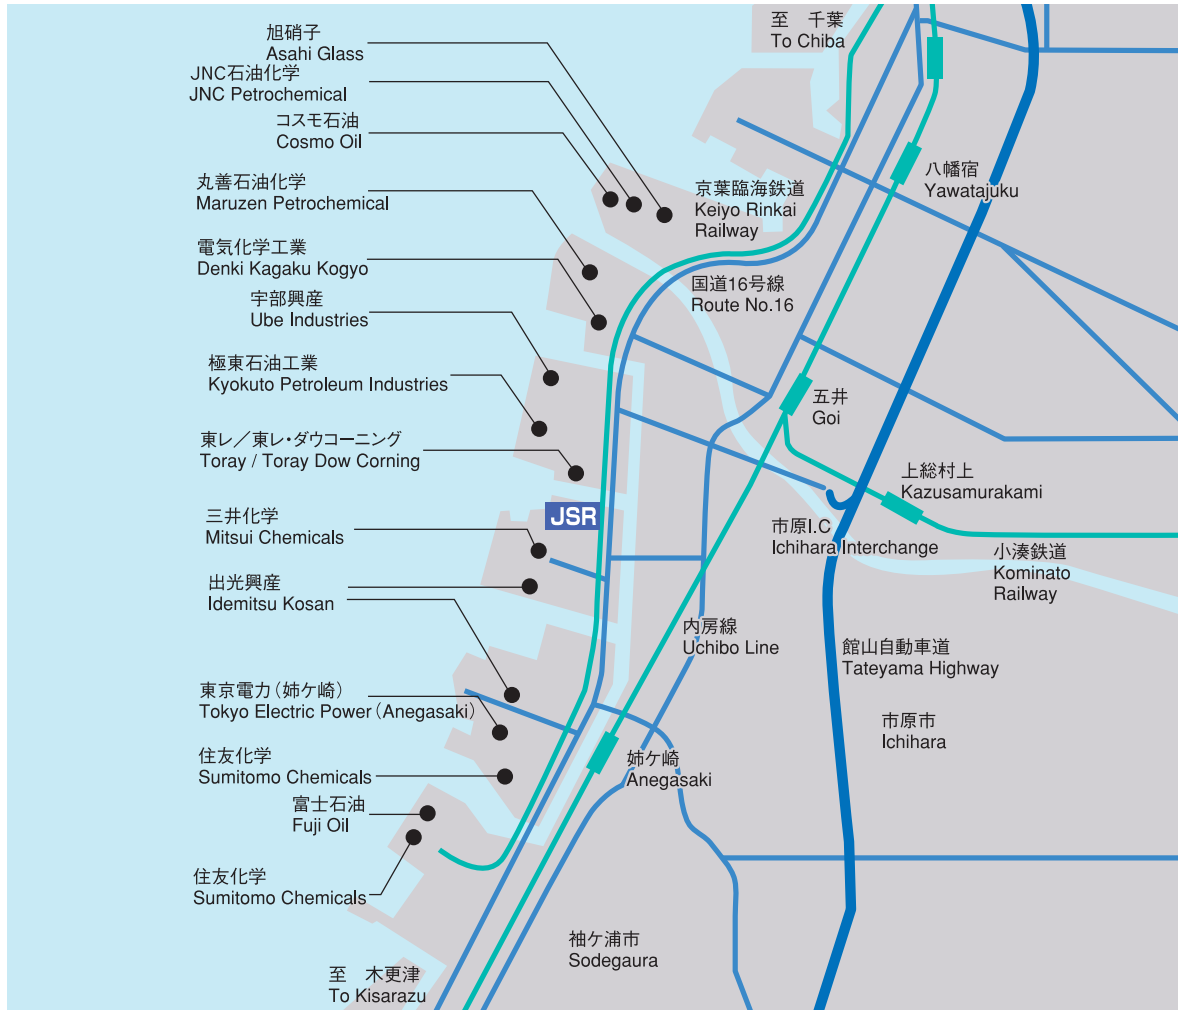 至　千葉
To Chiba
旭硝子
Asahi Glass
JNC石油化学
JNC Petrochemical
コスモ石油
Cosmo Oil
丸善石油化学
Maruzen Petrochemical
電気化学工業
Denki Kagaku Kogyo
宇部興産
Ube Industries
極東石油工業
Kyokuto Petroleum Industries
東レ／東レ・ダウコーニング
Toray / Toray Dow Corning
三井化学
Mitsui Chemicals
出光興産
Idemitsu Kosan
東京電力（姉ケ崎）
Tokyo Electric Power（Anegasaki）
住友化学
Sumitomo Chemicals
富士石油
Fuji Oil
住友化学
Sumitomo Chemicals
至　木更津
To Kisarazu
JSR
京葉臨海鉄道
Keiyo Rinkai
Railway
国道16号線
Route No.16
八幡宿
Yawatajuku
五井
Goi
上総村上
Kazusamurakami
市原I.C
Ichihara Interchange
小湊鉄道
Kominato
Railway
内房線
Uchibo Line
館山自動車道
Tateyama Highway
市原市
Ichihara
姉ケ崎
Anegasaki
袖ケ浦市
Sodegaura